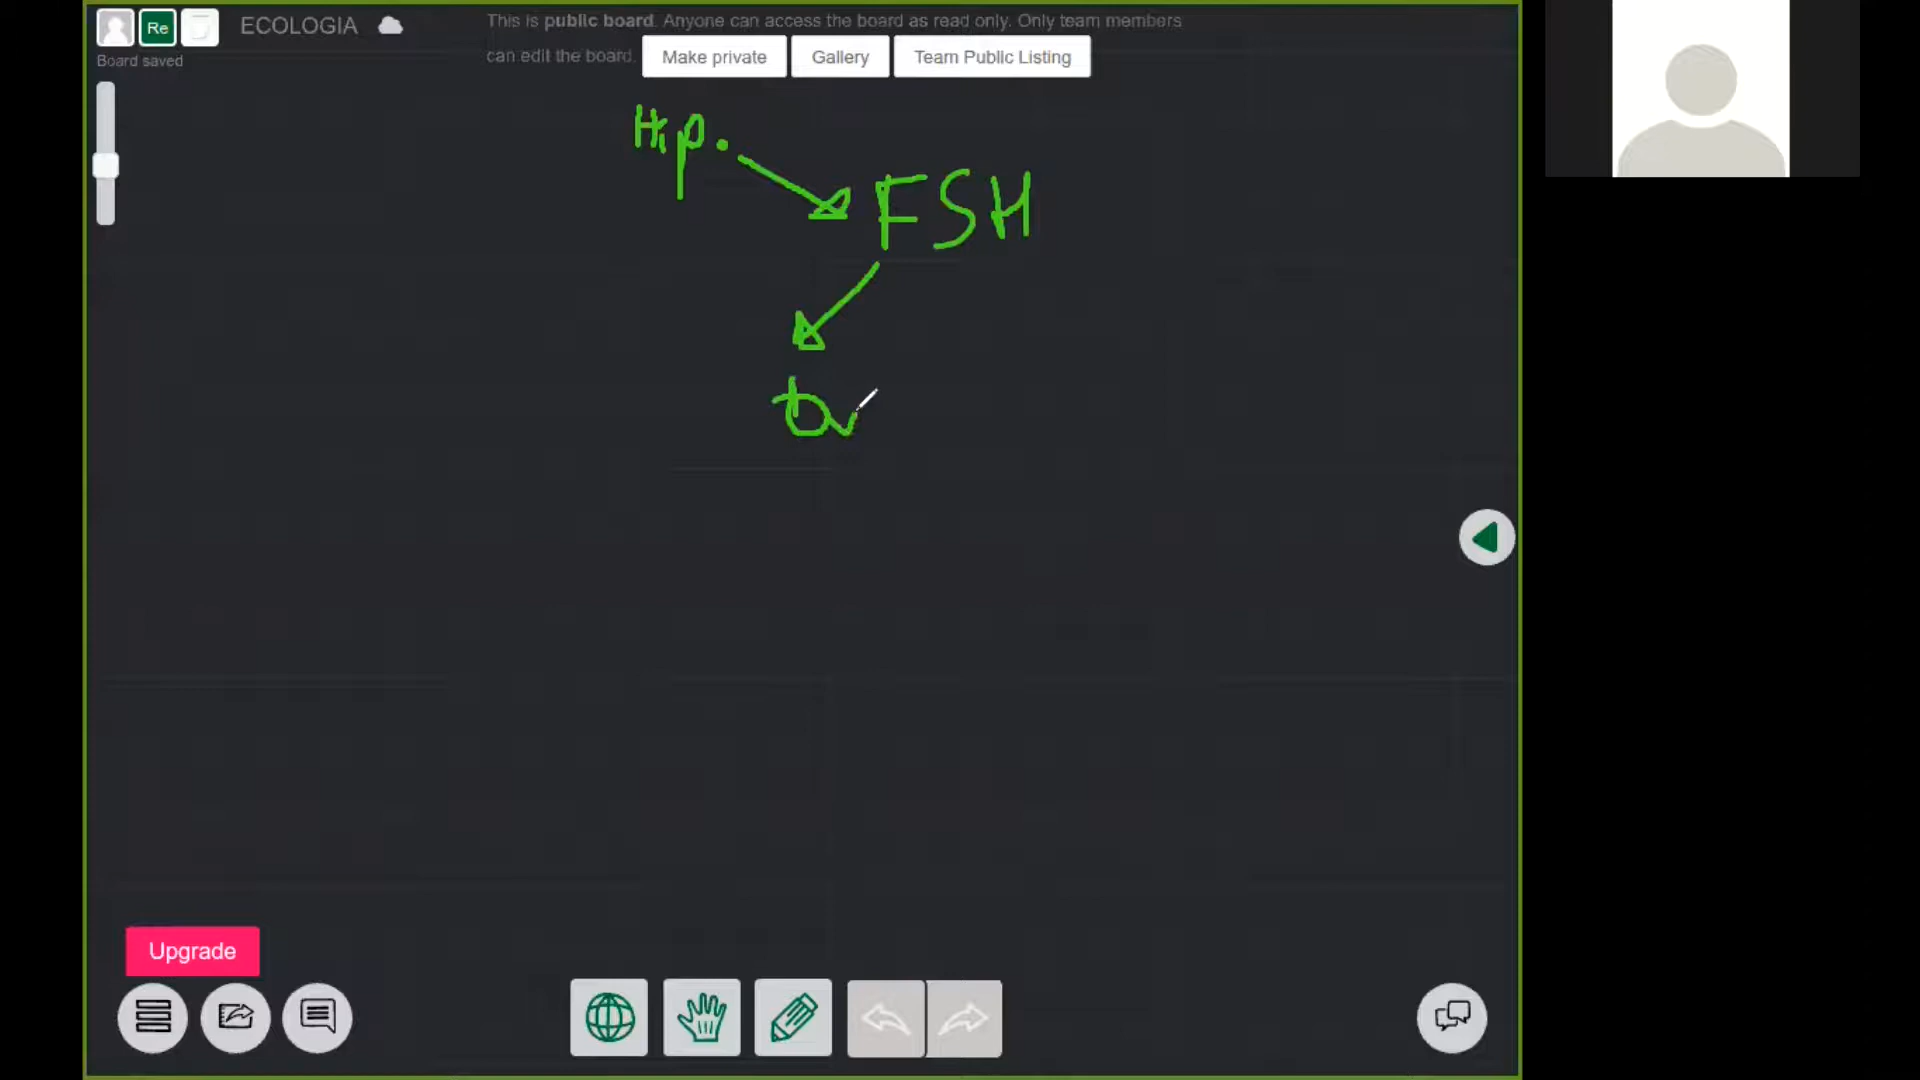 Re ECOLOGIA
Board saved
This is public board. Anyone can access the board as read only. Only team members
can edit the board. Make private Gallery Team Public Listing
Hip.
FSH
Ov
Upgrade